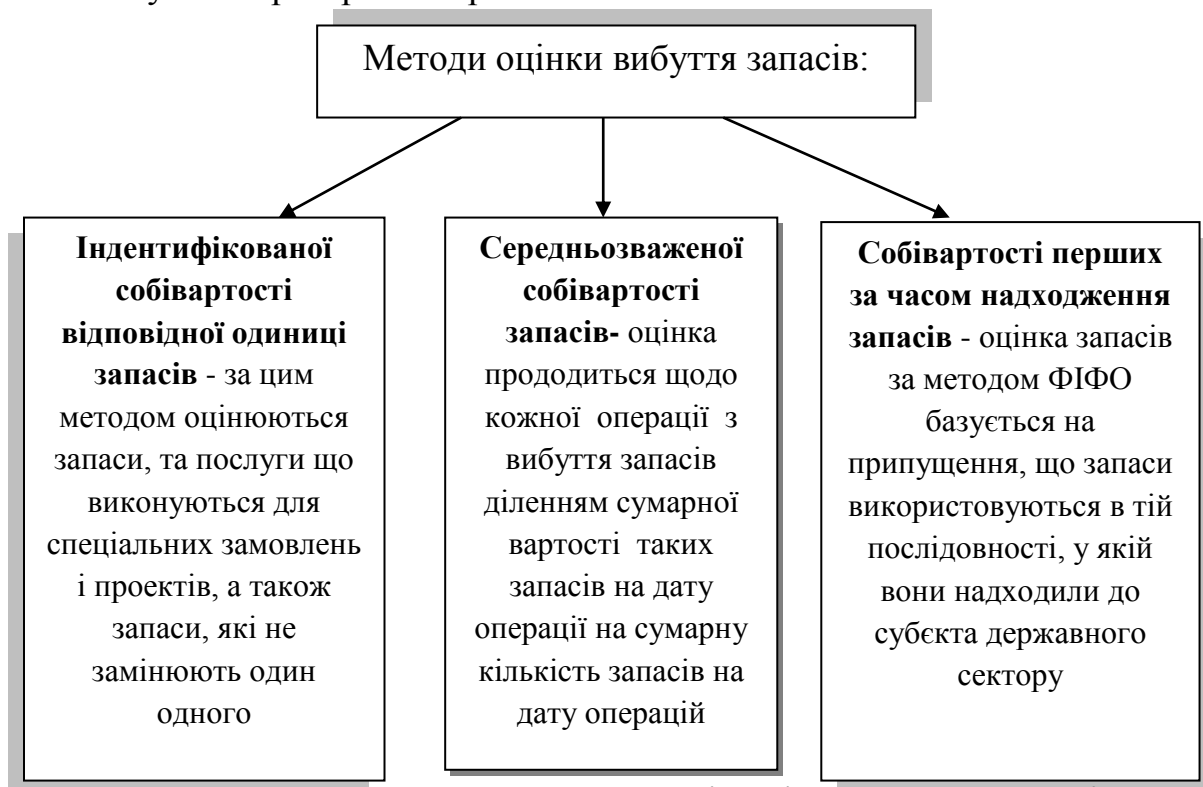 Методи оцінки вибуття запасів:
Індентифікованої
собівартості
відповідної одиниці
запасів - за цим
методом оцінюються
запаси, та послуги що
виконуються для
спеціальних замовлень
і проектів, а також
запаси, які не
замінюють один
одного
Середньозваженої
собівартості
запасів- оцінка
прододиться щодо
кожної операції з
вибуття запасів
діленням сумарної
вартості таких
запасів на дату
операції на сумарну
кількість запасів на
дату операцій
Собівартості перших
за часом надходження
запасів - оцінка запасів
за методом ФІФО
базується на
припущення, що запаси
використовуються в тій
послідовності, у якій
вони надходили до
субєкта державного
сектору